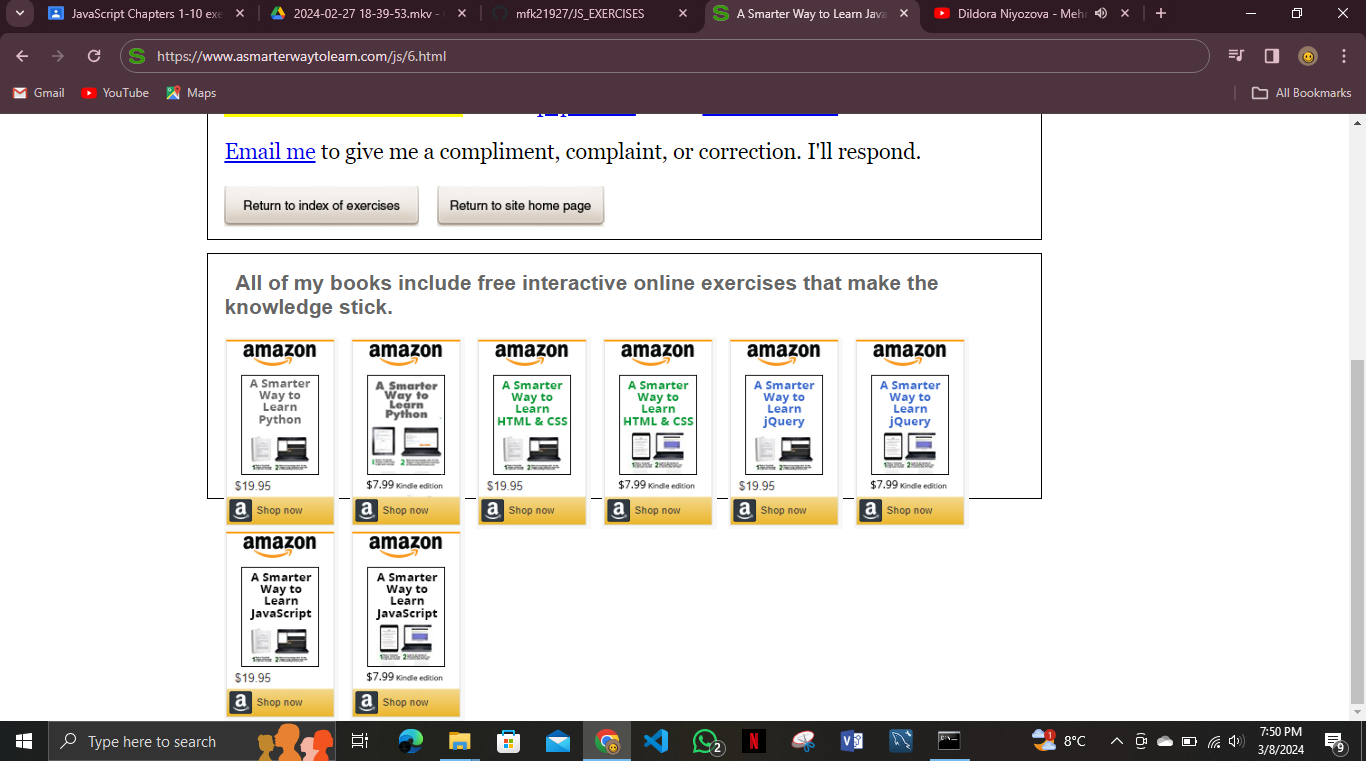 JavaScript Chapters 1-10 exe
2024-02-27 18-39-53.mkv -
mfk21927/JS_EXERCISES
A Smarter Way to Learn Java
Dildora Niyozova - Mehr
https://www.asmarterwaytolearn.com/js/6.html
Gmail
YouTube
Maps
All Bookmarks
Email me to give me a compliment, complaint, or correction. I'll respond.
Return to index of exercises
Return to site home page
All of my books include free interactive online exercises that make the
knowledge stick.
amazon amazon amazon amazon amazon amazon
A Smarter
Way to
Learn
Python
A Smarter
Way to
Learn
Python
A Smarter
Way to
Learn
HTML & CSS
A Smarter
Way to
Learn
HTML & CSS
A Smarter
Way to
Learn
jQuery
A Smarter
Way to
Learn
jQuery
$19.95
$7.99 Kindle edition
$19.95
$7.99 Kindle edition
$19.95
$7.99 Kindle edition
a Shop now
a Shop now
a Shop now
a Shop now
a Shop now
a Shop now
amazon amazon
A Smarter
Way to
Learn
JavaScript
A Smarter
Way to
Learn
JavaScript
$19.95
$7.99 Kindle edition
a Shop now
a Shop now
Type here to search
2
N
1
8°C
7:50 PM
3/8/2024
9